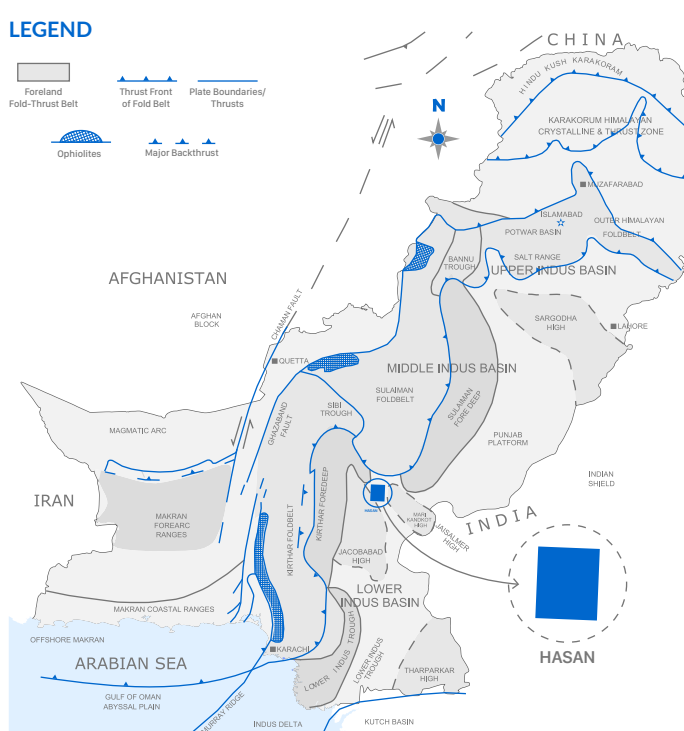 LEGEND
Foreland
Fold-Thrust Belt
Thrust Front
of Fold Belt
Plate Boundaries/
Thrusts
Ophiolites
Major Backthrust
N
CHINA
HINDU KUSH KARAKORAM
KARAKORUM HIMALAYAN
CRYSTALLINE & THRUST ZONE
MUZAFARABAD
ISLAMABAD
OUTER HIMALAYAN
FOLDBELT
POTWAR BASIN
SALT RANGE
BANNU
TROUGH
UPPER INDUS BASIN
AFGHANISTAN
AFGHAN
BLOCK
CHAMAN FAULT
SARGODHA
HIGH
LAHORE
QUETTA
MIDDLE INDUS BASIN
SULAIMAN
FOLDBELT
SULAIMAN
FORE DEEP
SIBI
TROUGH
GHAZABAND
FAULT
MAGMATIC ARC
PUNJAB
PLATFORM
INDIAN
SHIELD
IRAN
MAKRAN
FOREARC
RANGES
KIRTHAR FOLDBELT
KIRTHAR FOREDEEP
HASAN
MARI
KANDKOT
HIGH
JAISALMER
HIGH
INDIA
JACOBABAD
HIGH
LOWER
INDUS BASIN
MAKRAN COASTAL RANGES
OFFSHORE MAKRAN
KARACHI
ARABIAN SEA
LOWER INDUS TROUGH
LOWER INDUS
TROUGH
THARPARKAR
HIGH
HASAN
GULF OF OMAN
ABYSSAL PLAIN
MURRAY RIDGE
INDUS DELTA
KUTCH BASIN